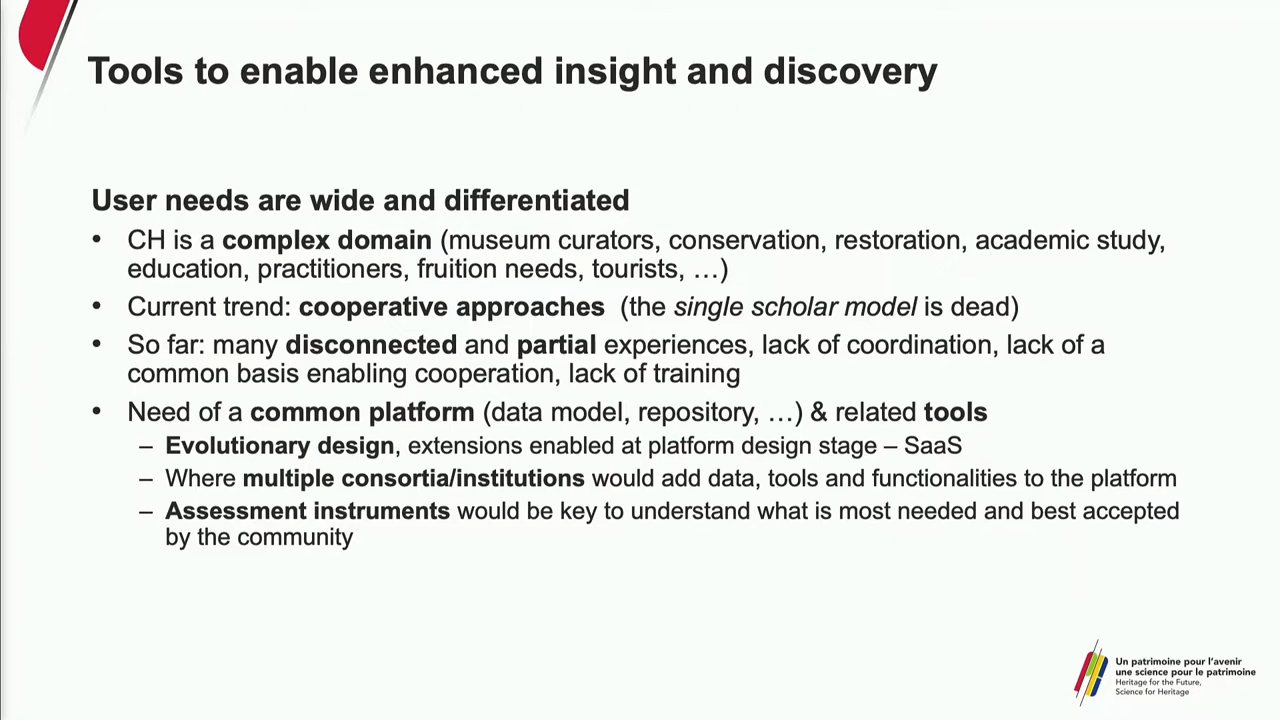 Tools to enable enhanced insight and discovery
User needs are wide and differentiated
• CH is a complex domain (museum curators, conservation, restoration, academic study,
education, practitioners, fruition needs, tourists, …)
• Current trend: cooperative approaches (the single scholar model is dead)
• So far: many disconnected and partial experiences, lack of coordination, lack of a
common basis enabling cooperation, lack of training
• Need of a common platform (data model, repository, …) & related tools
– Evolutionary design, extensions enabled at platform design stage – SaaS
– Where multiple consortia/institutions would add data, tools and functionalities to the platform
– Assessment instruments would be key to understand what is most needed and best accepted
by the community
Un patrimoine pour l'avenir
une science pour le patrimoine
Heritage for the Future,
Science for Heritage